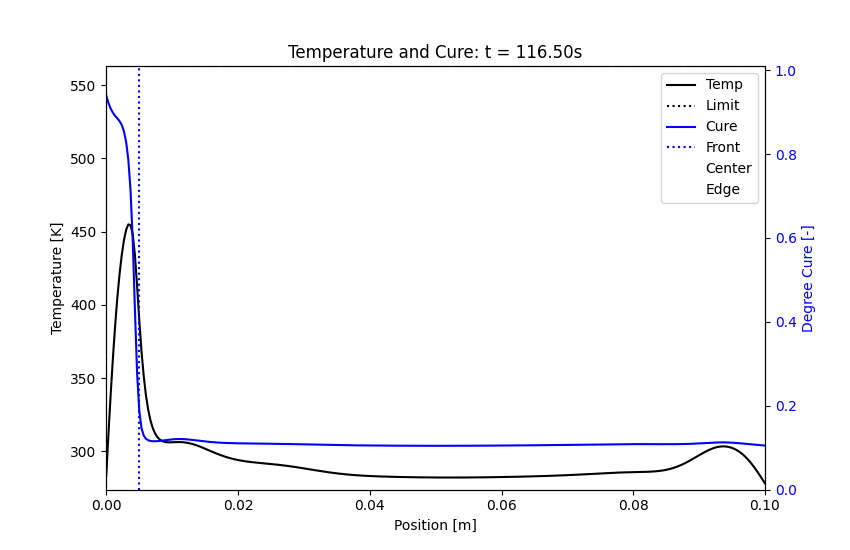 Temperature and Cure: t = 116.50s
Temperature [K]
550
500
450
400
350
300
Temp
Limit
Cure
Front
Center
Edge
1.0
0.8
0.6
0.4
0.2
0.0
Degree Cure [-]
0.00
0.02
0.04
0.06
0.08
0.10
Position [m]